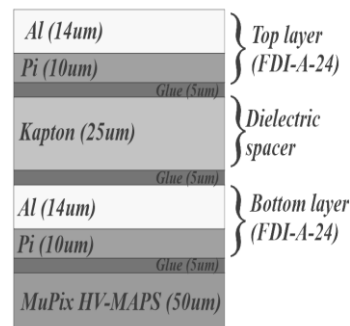 Al (14um)
Pi (10um)
Glue (5um)
Kapton (25um)
Glue (5um)
Al (14um)
Pi (10um)
Glue (5um)
MuPix HV-MAPS (50um)
Top layer
(FDI-A-24)
Dielectric
spacer
Bottom layer
(FDI-A-24)